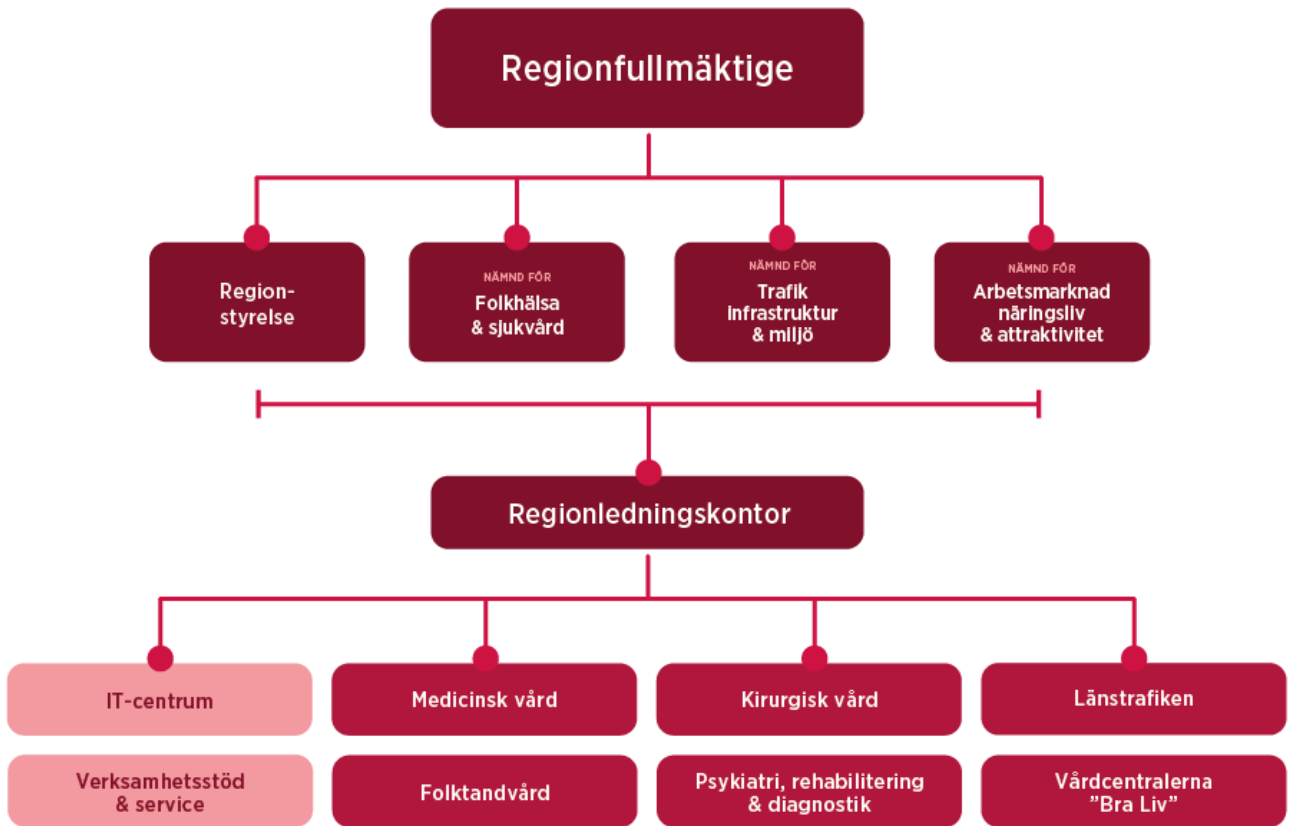 Regionfullmäktige
Region-
styrelse
NÄMND FÖR
Folkhälsa
& sjukvård
NÄMND FÖR
Trafik
infrastruktur
& miljö
NÄMND FÖR
Arbetsmarknad
näringsliv
& attraktivitet
Regionledningskontor
IT-centrum
Medicinsk vård
Kirurgisk vård
Länstrafiken
Verksamhetsstöd
& service
Folktandvård
Psykiatri, rehabilitering
& diagnostik
Vårdcentralerna
"Bra Liv"